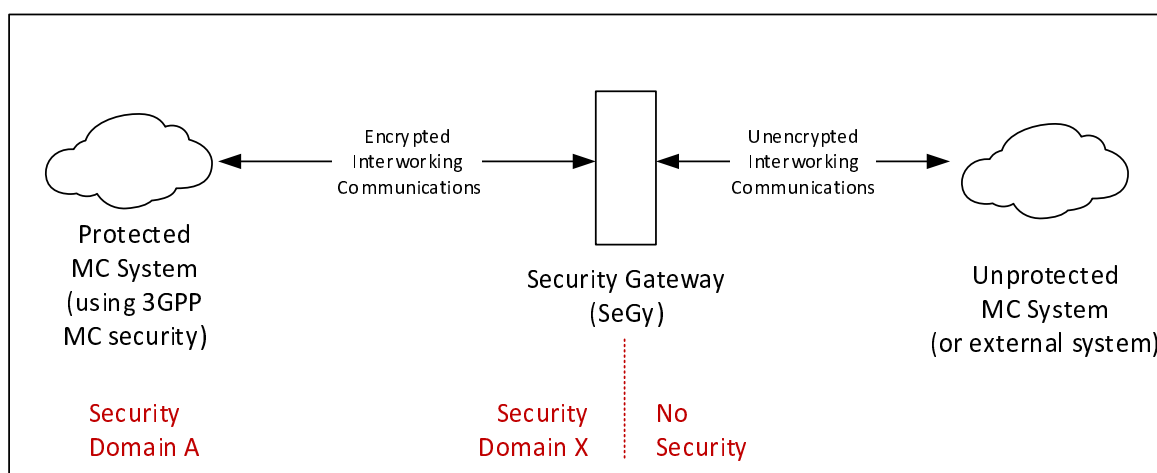 Encrypted
Interworking
Communications
Unencrypted
Interworking
Communications
Protected
MC System
(using 3GPP
MC security)
Security Gateway
(SeGy)
Unprotected
MC System
(or external system)
Security
Domain A
Security
Domain X
No
Security